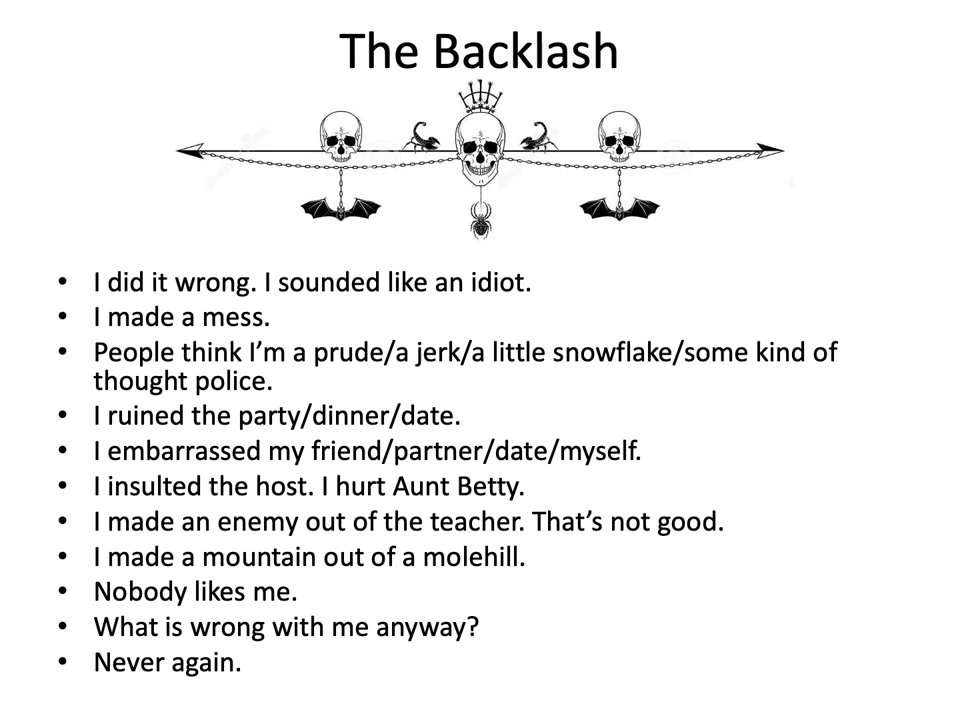 The Backlash
• I did it wrong. I sounded like an idiot.
• I made a mess.
• People think I’m a prude/a jerk/a little snowflake/some kind of
thought police.
• I ruined the party/dinner/date.
• I embarrassed my friend/partner/date/myself.
• I insulted the host. I hurt Aunt Betty.
• I made an enemy out of the teacher. That’s not good.
• I made a mountain out of a molehill.
• Nobody likes me.
• What is wrong with me anyway?
• Never again.